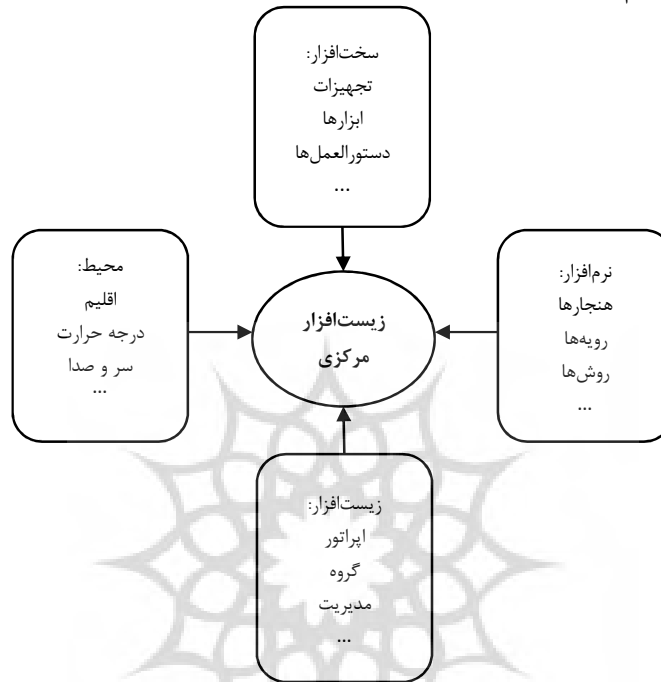 سخت‌افزار:
تجهیزات
ابزارها
دستورالعمل‌ها
...
نرم‌افزار:
هنجارها
رویه‌ها
روش‌ها
...
زیست‌افزار
مرکزی
محیط:
اقلیم
درجه حرارت
سر و صدا
...
زیست‌افزار:
اپراتور
گروه
مدیریت
...